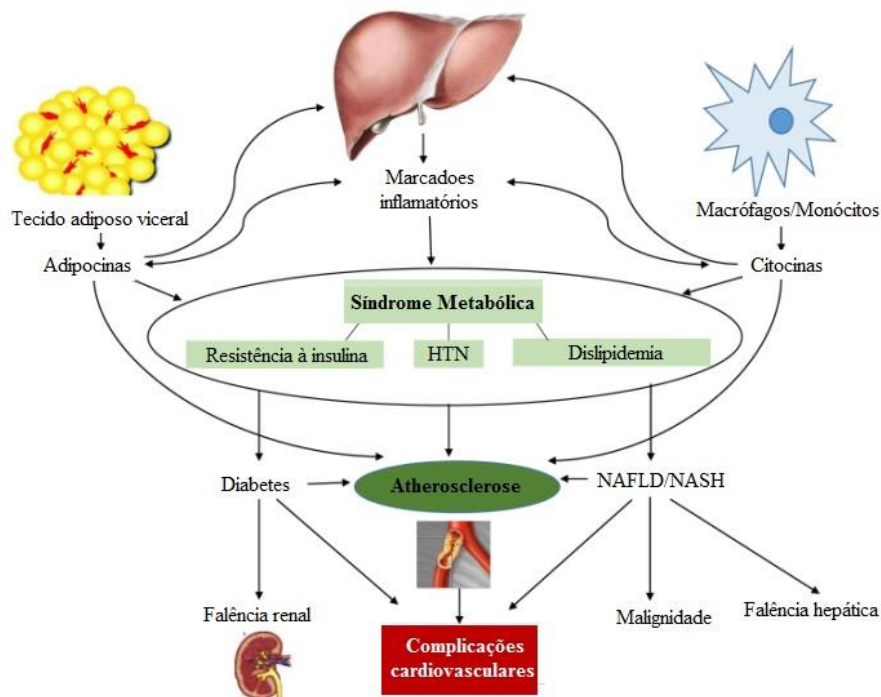 Marcadoes
inflamatórios
Tecido adiposo viceral
Macrófagos/Monócitos
Adipocinas
Citocinas
Síndrome Metabólica
Resistência à insulina
HTN
Dislipidemia
Diabetes
Atherosclerose
NAFLD/NASH
Falência renal
Malignidade
Falência hepática
Complicações
cardiovasculares